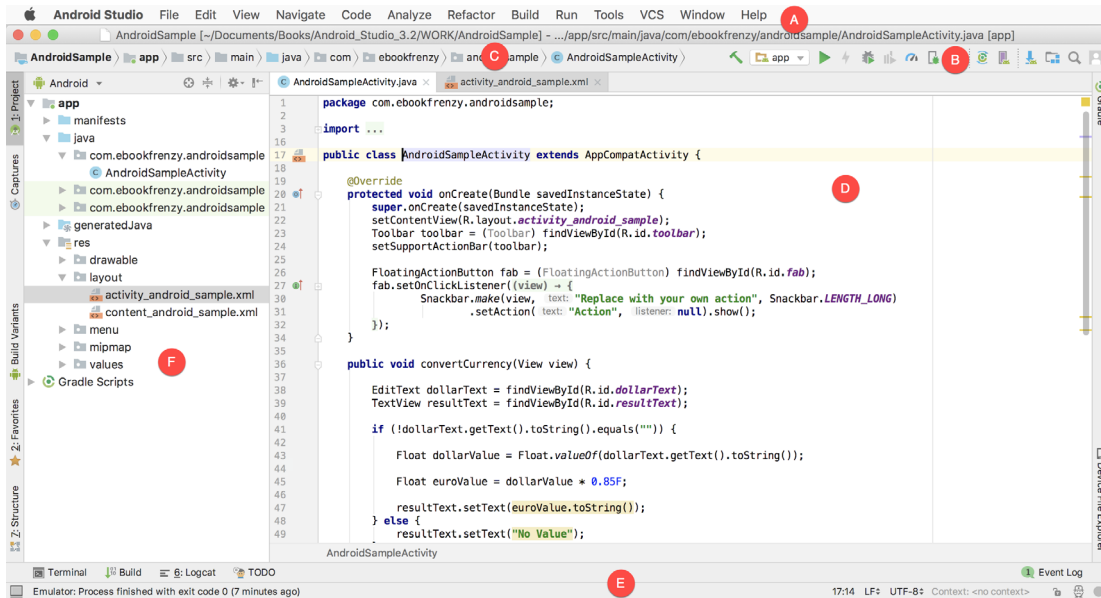 Android Studio File Edit View Navigate Code Analyze Refactor Build Run Tools VCS Window Help
A
AndroidSample [~/Documents/Books/Android_Studio_3.2/WORK/AndroidSample] - .../app/src/main/java/com/ebookfrenzy/androidsample/AndroidSampleActivity.java [app]
AndroidSample app src main java com ebookfrenzy sample AndroidSampleActivity app
C
B
1: Project
Captures
Build Variants
2: Favorites
7: Structure
Android
app
manifests
java
com.ebookfrenzy.androidsample
AndroidSampleActivity
com.ebookfrenzy.androidsample
com.ebookfrenzy.androidsample
generatedJava
res
drawable
layout
activity_android_sample.xml
content_android_sample.xml
menu
mipmap
values
Gradle Scripts
F
AndroidSampleActivity.java activity_android_sample.xml
1 package com.ebookfrenzy.androidsample;
2
3 import ...
16
17 public class AndroidSampleActivity extends AppCompatActivity {
18
19 @Override
20 protected void onCreate(Bundle savedInstanceState) {
21 super.onCreate(savedInstanceState);
22 setContentView(R.layout.activity_android_sample);
23 Toolbar toolbar = (Toolbar) findViewById(R.id.toolbar);
24 setSupportActionBar(toolbar);
25
26 FloatingActionButton fab = (FloatingActionButton) findViewById(R.id.fab);
27 fab.setOnClickListener((view) → {
30 Snackbar.make(view, text: "Replace with your own action", Snackbar.LENGTH_LONG)
31 .setAction( text: "Action", listener: null).show();
32 });
34 }
35
36 public void convertCurrency(View view) {
37
38 EditText dollarText = findViewById(R.id.dollarText);
39 TextView resultText = findViewById(R.id.resultText);
40
41 if (!dollarText.getText().toString().equals("")) {
42
43 Float dollarValue = Float.valueOf(dollarText.getText().toString());
44
45 Float euroValue = dollarValue * 0.85F;
46
47 resultText.setText(euroValue.toString());
48 } else {
49 resultText.setText("No Value");
D
AndroidSampleActivity
Device File Explorer
Terminal Build 6: Logcat TODO 1 Event Log
E
Emulator: Process finished with exit code 0 (7 minutes ago) 17:14 LF UTF-8 Context: <no context>